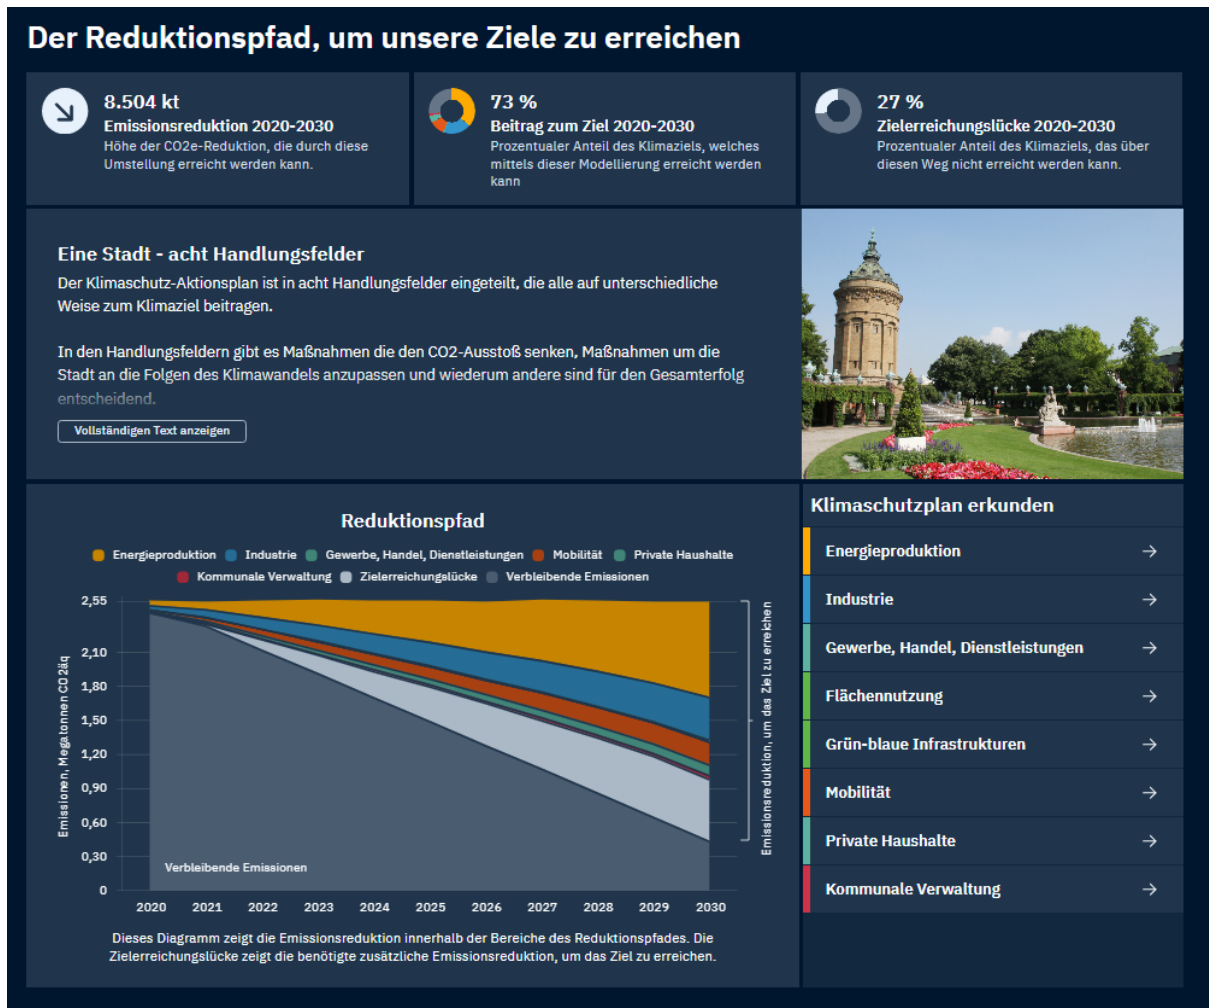 Der Reduktionspfad, um unsere Ziele zu erreichen
8.504 kt
Emissionsreduktion 2020-2030
Höhe der CO2e-Reduktion, die durch diese
Umstellung erreicht werden kann.
73 %
Beitrag zum Ziel 2020-2030
Prozentualer Anteil des Klimaziels, welches
mittels dieser Modellierung erreicht werden
kann
27 %
Zielerreichungslücke 2020-2030
Prozentualer Anteil des Klimaziels, das über
diesen Weg nicht erreicht werden kann.
Eine Stadt - acht Handlungsfelder
Der Klimaschutz-Aktionsplan ist in acht Handlungsfelder eingeteilt, die alle auf unterschiedliche
Weise zum Klimaziel beitragen.
In den Handlungsfeldern gibt es Maßnahmen die den CO2-Ausstoß senken, Maßnahmen um die
Stadt an die Folgen des Klimawandels anzupassen und wiederum andere sind für den Gesamterfolg
entscheidend.
Vollständigen Text anzeigen
Reduktionspfad
Energieproduktion Industrie Gewerbe, Handel, Dienstleistungen Mobilität Private Haushalte
Kommunale Verwaltung Zielerreichungslücke Verbleibende Emissionen
Emissionen, Megatonnen CO2äq
2,55
2,10
1,80
1,50
1,20
0,90
0,60
0,30
0
Verbleibende Emissionen
2020 2021 2022 2023 2024 2025 2026 2027 2028 2029 2030
Emissionsreduktion, um das Ziel zu erreichen
Dieses Diagramm zeigt die Emissionsreduktion innerhalb der Bereiche des Reduktionspfades. Die
Zielerreichungslücke zeigt die benötigte zusätzliche Emissionsreduktion, um das Ziel zu erreichen.
Klimaschutzplan erkunden
Energieproduktion
Industrie
Gewerbe, Handel, Dienstleistungen
Flächennutzung
Grün-blaue Infrastrukturen
Mobilität
Private Haushalte
Kommunale Verwaltung